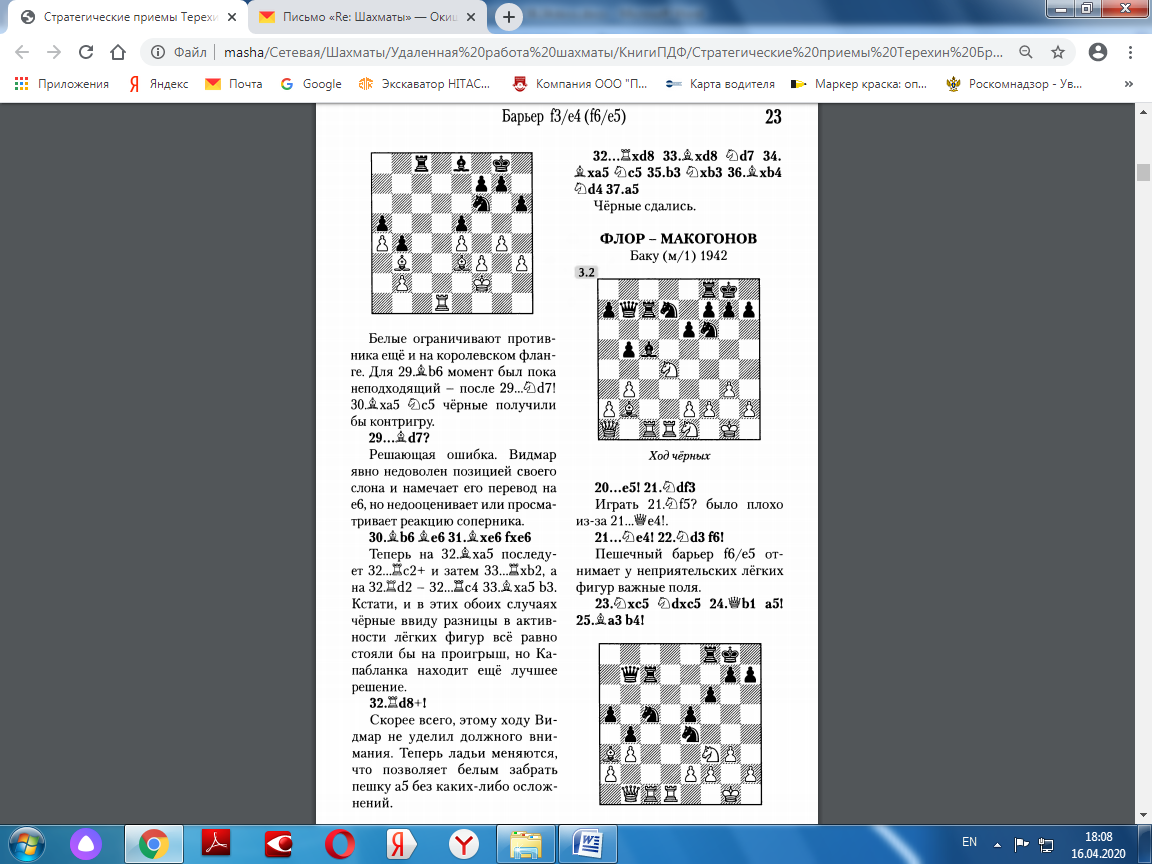 Стратегические приемы Терехи
Письмо «Re: Шахматы» — Окиш
Файл | masha/Сетевая/Шахматы/Удаленная%20работа%20шахматы/КнигиПДФ/Стратегические%20приемы%20Терехин%20Бр...
Приложения Яндекс Почта Google Экскаватор HITAC... Компания ООО "П... Карта водителя Маркер краска: оп... Роскомнадзор - Ув... »
Барьер f3/e4 (f6/e5) 23
Белые ограничивают против-
ника ещё и на королевском флан-
ге. Для 29.♗b6 момент был пока
неподходящий – после 29...♘d7!
30.♗xa5 ♘c5 чёрные получили
бы контригру.
29...♗d7?
Решающая ошибка. Видмар
явно недоволен позицией своего
слона и намечает его перевод на
e6, но недооценивает или просма-
тривает реакцию соперника.
30.♗b6 ♗e6 31.♗xe6 fxe6
Теперь на 32.♗xa5 последу-
ет 32...♖c2+ и затем 33...♖xb2, а
на 32.♖d2 – 32...♖c4 33.♗xa5 b3.
Кстати, и в этих обоих случаях
чёрные ввиду разницы в актив-
ности лёгких фигур всё равно
стояли бы на проигрыш, но Ка-
пабланка находит ещё лучшее
решение.
32.♖d8+!
Скорее всего, этому ходу Ви-
дмар не уделил должного вни-
мания. Теперь ладьи меняются,
что позволяет белым забрать
пешку a5 без каких-либо ослож-
нений.
32...♖xd8 33.♗xd8 ♘d7 34.
♗xa5 ♘c5 35.b3 ♘xb3 36.♗xb4
♘d4 37.a5
Чёрные сдались.
ФЛОР – МАКОГОНОВ
Баку (м/1) 1942
3.2
Ход чёрных
20...e5! 21.♘df3
Играть 21.♘f5? было плохо
из-за 21...♕e4!.
21...♘e4! 22.♘d3 f6!
Пешечный барьер f6/e5 от-
нимает у неприятельских лёгких
фигур важные поля.
23.♘xc5 ♘dxc5 24.♕b1 a5!
25.♗a3 b4!
EN
18:08
16.04.2020